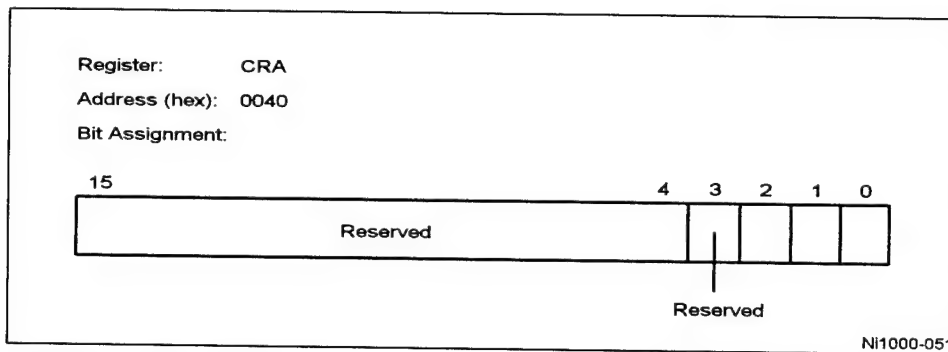 Register: CRA
Address (hex): 0040
Bit Assignment:
15 4 3 2 1 0
Reserved
Reserved
Ni1000-05